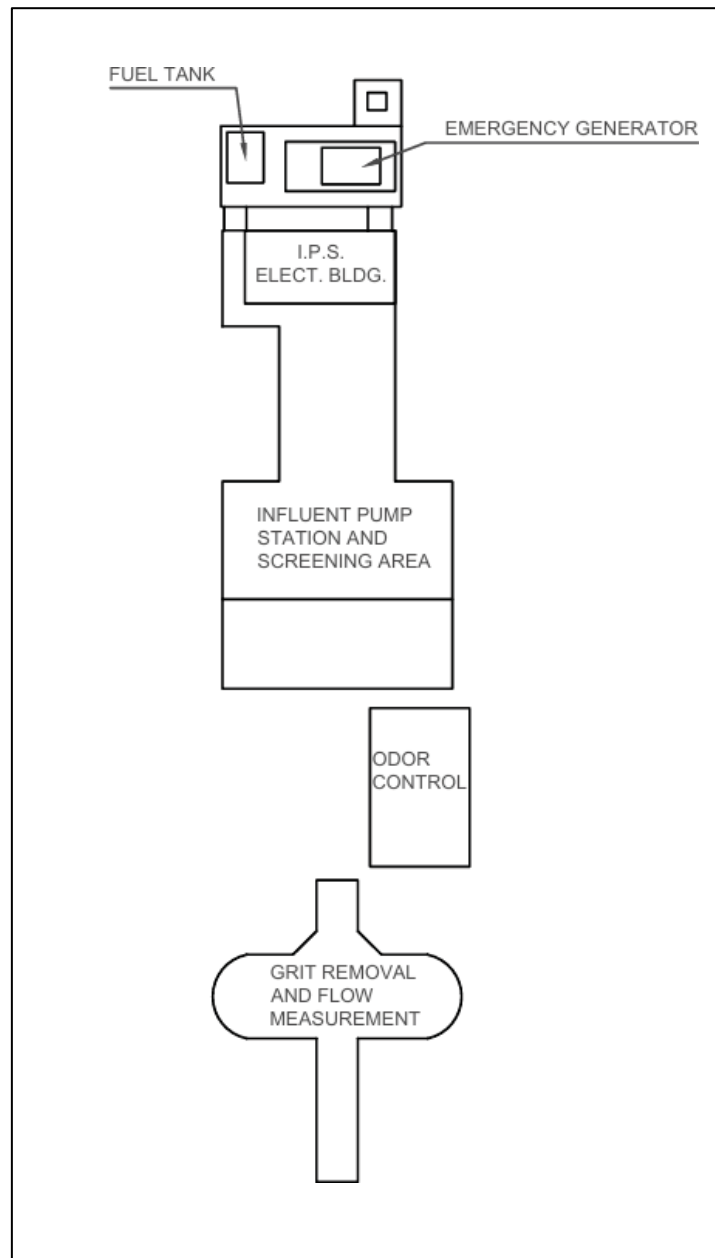 FUEL TANK
EMERGENCY GENERATOR
I.P.S.
ELECT. BLDG.
INFLUENT PUMP
STATION AND
SCREENING AREA
ODOR
CONTROL
GRIT REMOVAL
AND FLOW
MEASUREMENT